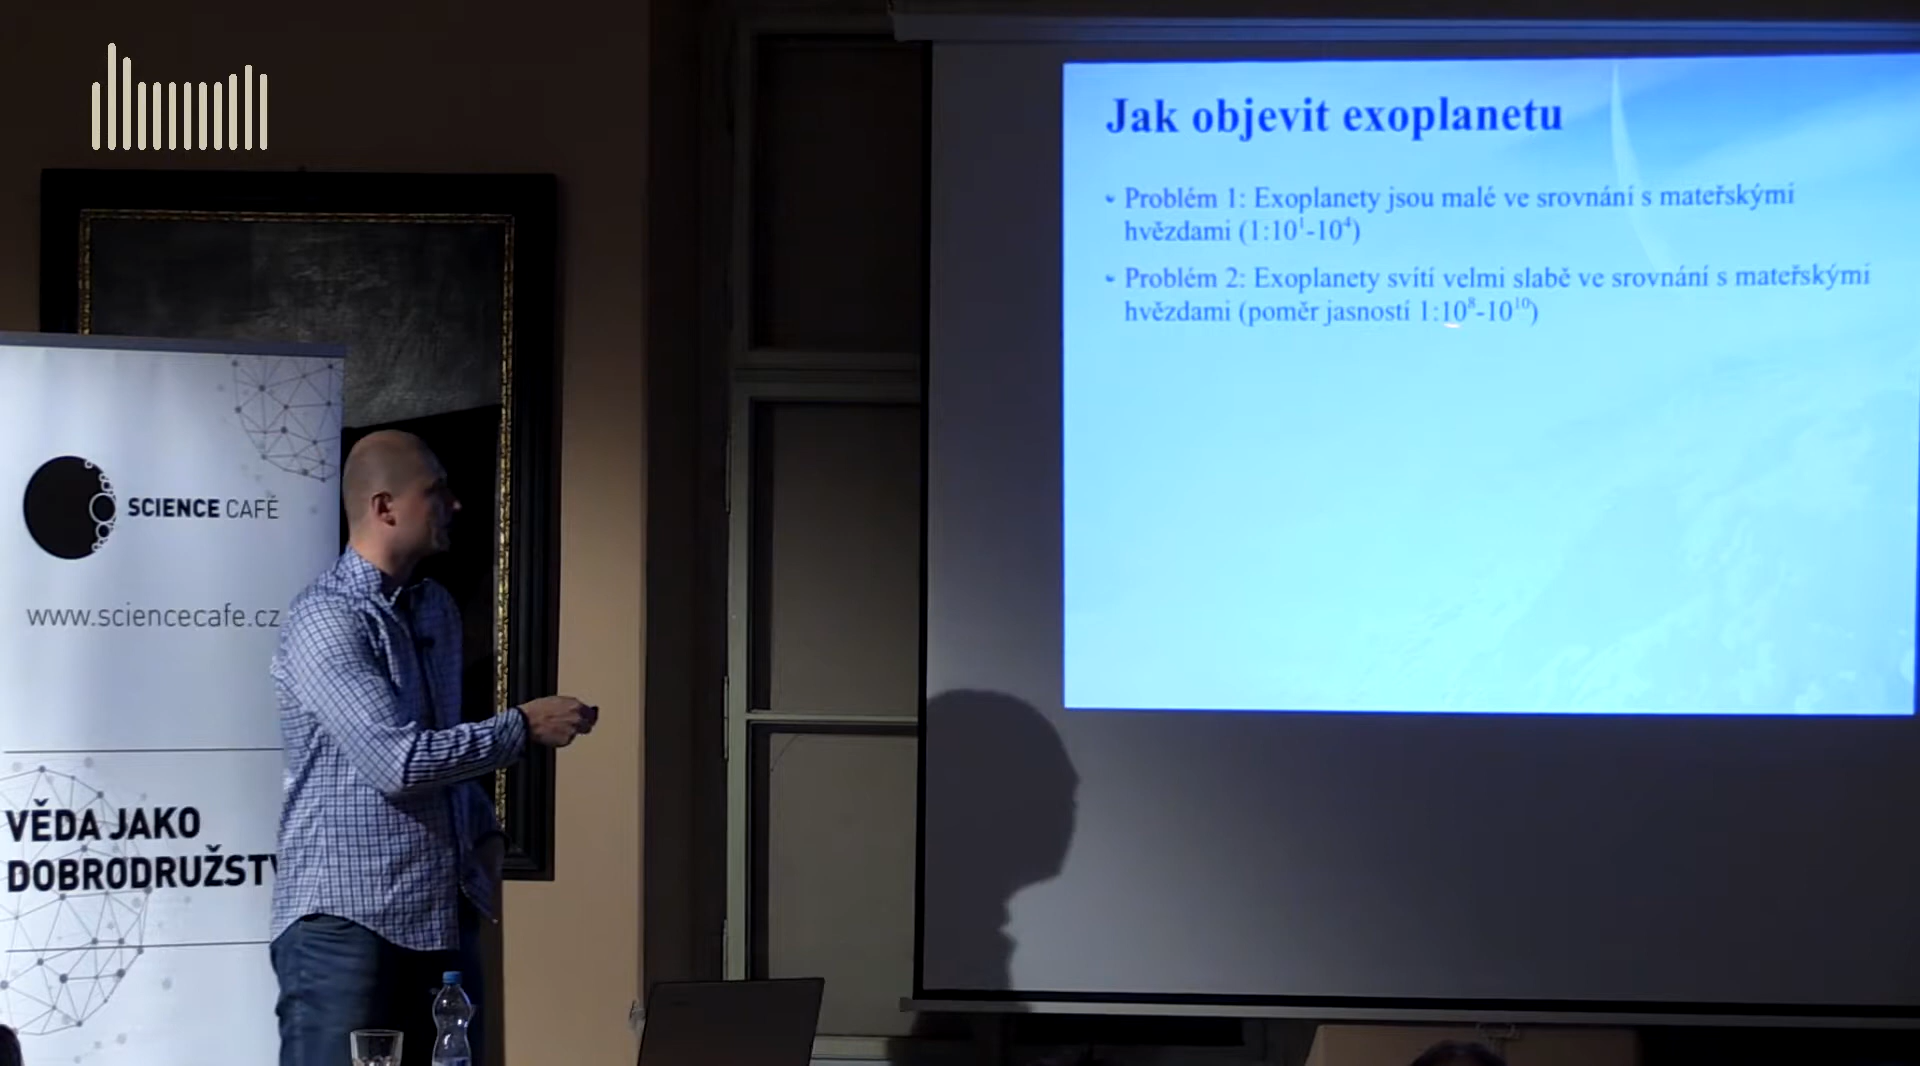 Jak objevit exoplanetu
Problém 1: Exoplanety jsou malé ve srovnání s mateřskými
hvězdami (1:10¹-10⁴)
Problém 2: Exoplanety svítí velmi slabě ve srovnání s mateřskými
hvězdami (poměr jasností 1:10⁸-10¹⁰)
SCIENCE CAFÉ
www.sciencecafe.cz
VĚDA JAKO
DOBRODRUŽSTV